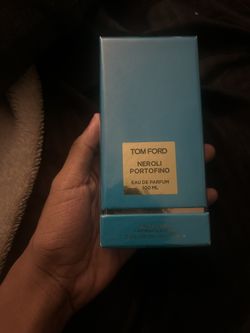 TOM FORD
NEROLI
PORTOFINO
EAU DE PARFUM
100 ML